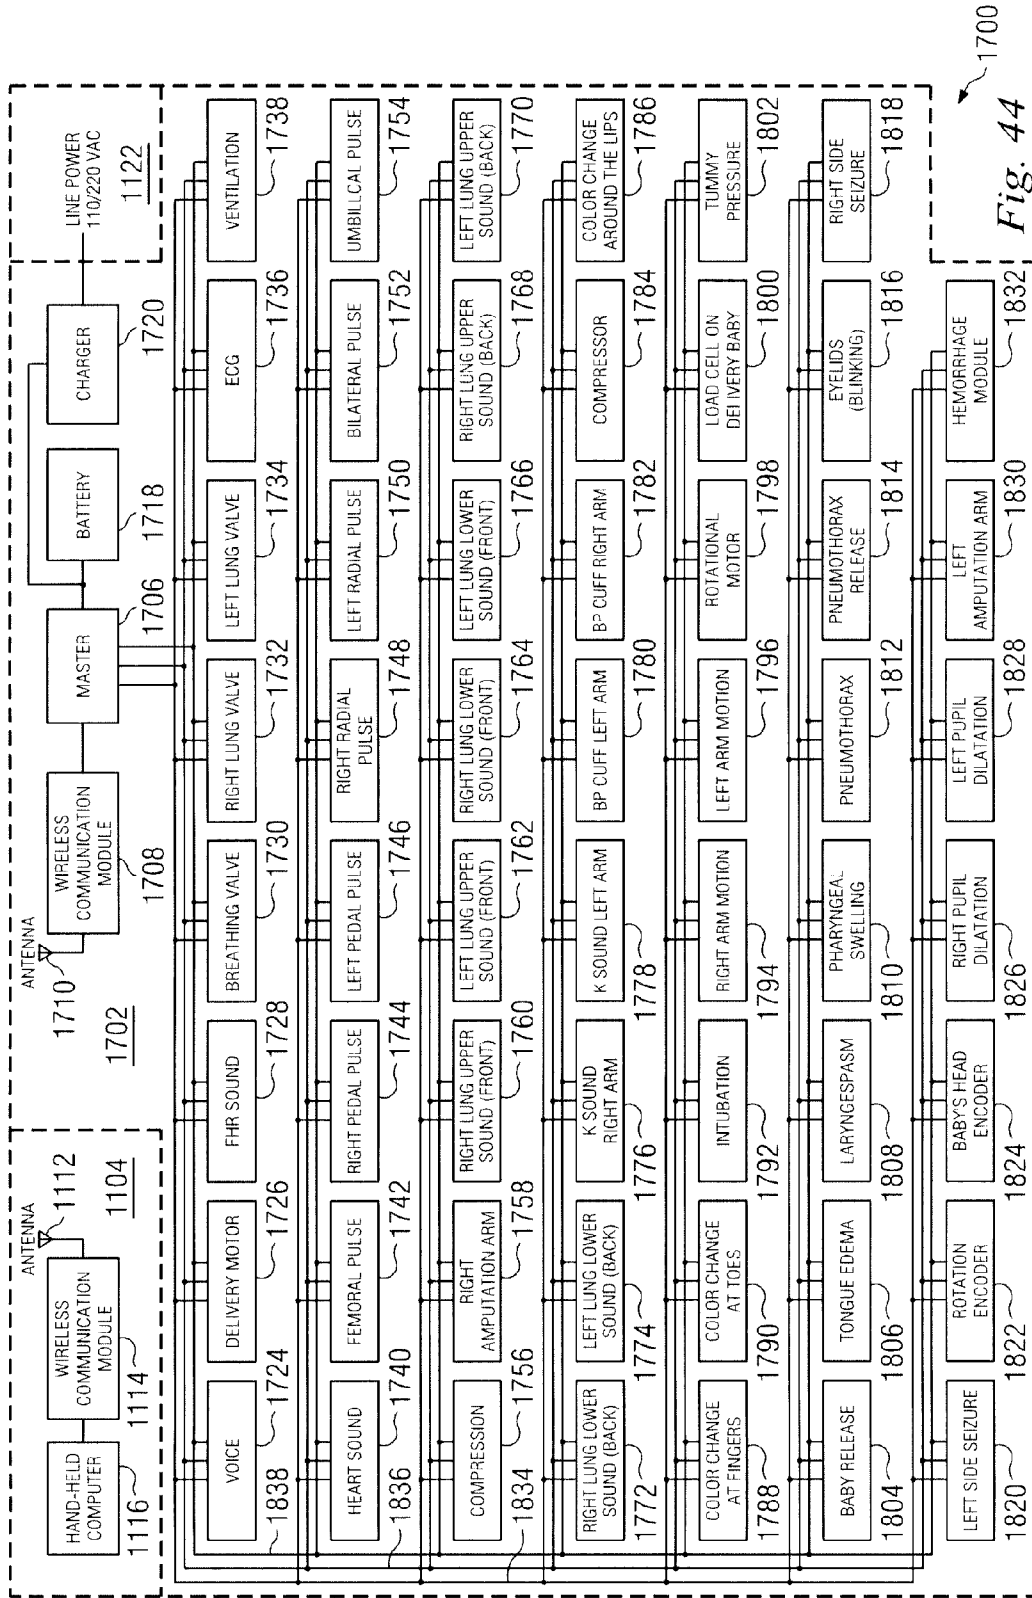 ANTENNA
1112
1104
HAND-HELD
COMPUTER
1116
WIRELESS
COMMUNICATION
MODULE
1114
1702
ANTENNA
1710
WIRELESS
COMMUNICATION
MODULE
1708
MASTER
1706
BATTERY
1718
CHARGER
1720
LINE POWER
110/220 VAC
1122
VOICE
1724
DELIVERY MOTOR
1726
FHR SOUND
1728
BREATHING VALVE
1730
RIGHT LUNG VALVE
1732
LEFT LUNG VALVE
1734
ECG
1736
VENTILATION
1738
1838
HEART SOUND
1740
FEMORAL PULSE
1742
RIGHT PEDAL PULSE
1744
LEFT PEDAL PULSE
1746
RIGHT RADIAL
PULSE
1748
LEFT RADIAL PULSE
1750
BILATERAL PULSE
1752
UMBILLCAL PULSE
1754
1836
COMPRESSION
1756
RIGHT
AMPUTATION ARM
1758
RIGHT LUNG UPPER
SOUND (FRONT)
1760
LEFT LUNG UPPER
SOUND (FRONT)
1762
RIGHT LUNG LOWER
SOUND (FRONT)
1764
LEFT LUNG LOWER
SOUND (FRONT)
1766
RIGHT LUNG UPPER
SOUND (BACK)
1768
LEFT LUNG UPPER
SOUND (BACK)
1770
1834
RIGHT LUNG LOWER
SOUND (BACK)
1772
LEFT LUNG LOWER
SOUND (BACK)
1774
K SOUND
RIGHT ARM
1776
K SOUND LEFT ARM
1778
BP CUFF LEFT ARM
1780
BP CUFF RIGHT ARM
1782
COMPRESSOR
1784
COLOR CHANGE
AROUND THE LIPS
1786
COLOR CHANGE
AT FINGERS
1788
COLOR CHANGE
AT TOES
1790
INTUBATION
1792
RIGHT ARM MOTION
1794
LEFT ARM MOTION
1796
ROTATIONAL
MOTOR
1798
LOAD CELL ON
DELIVERY BABY
1800
TUMMY
PRESSURE
1802
BABY RELEASE
1804
TONGUE EDEMA
1806
LARYNGESPASM
1808
PHARYNGEAL
SWELLING
1810
PNEUMOTHORAX
1812
PNEUMOTHORAX
RELEASE
1814
EYELIDS
(BLINKING)
1816
RIGHT SIDE
SEIZURE
1818
LEFT SIDE SEIZURE
1820
ROTATION
ENCODER
1822
BABY'S HEAD
ENCODER
1824
RIGHT PUPIL
DILATATION
1826
LEFT PUPIL
DILATATION
1828
LEFT
AMPUTATION ARM
1830
HEMORRHAGE
MODULE
1832
1700
Fig. 44